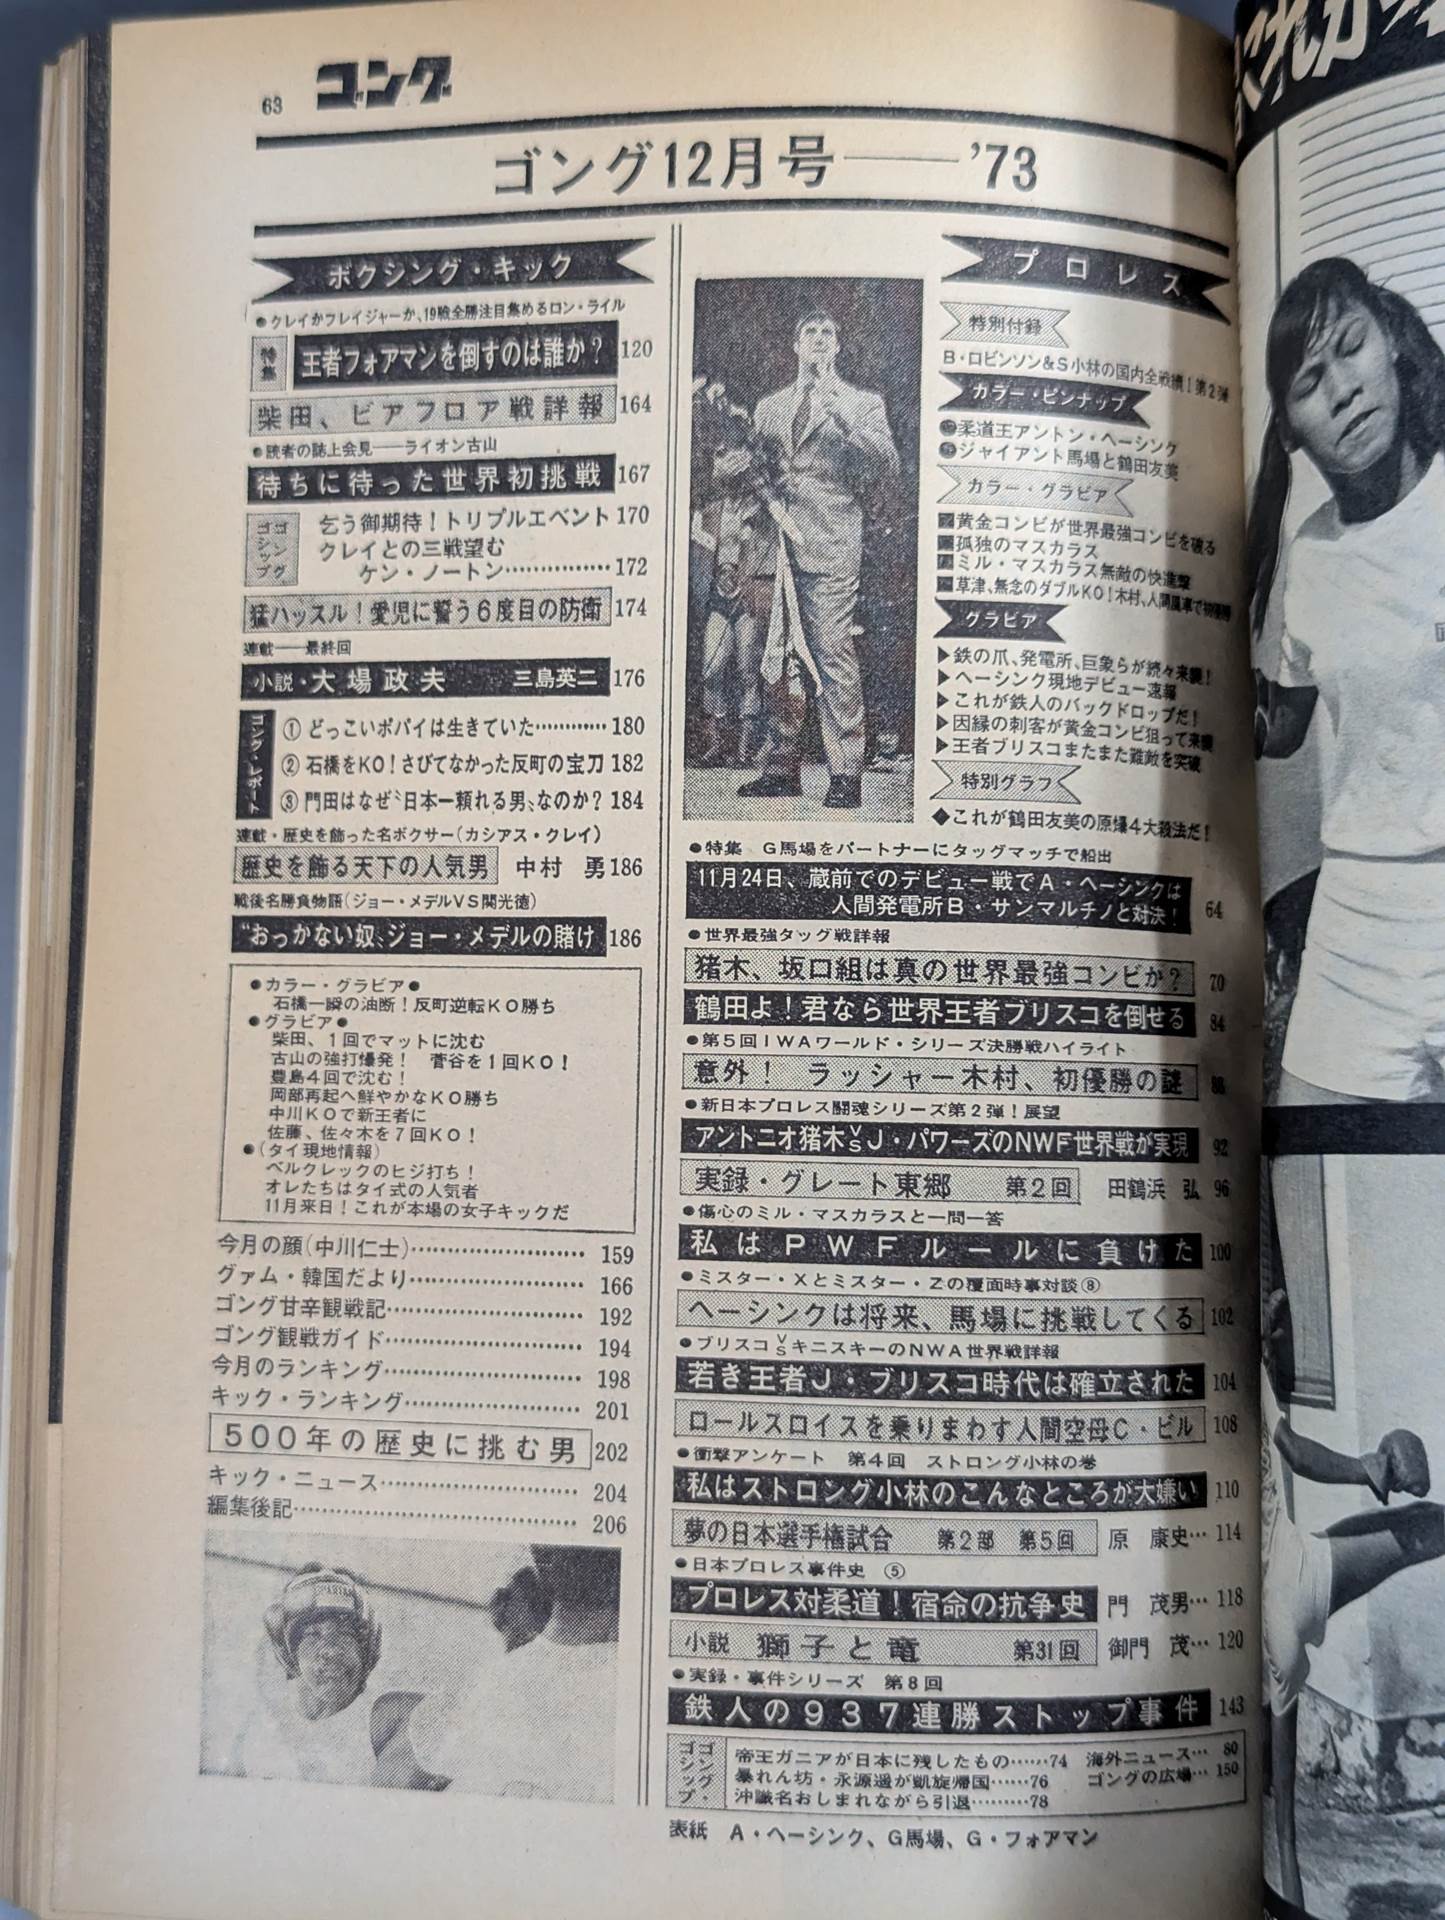 63
ゴング
ゴング12月号――'73
ボクシング・キック
●クレイかフレイジャーか、19戦全勝注目集めるロン・ライル
特集 王者フォアマンを倒すのは誰か？ 120
柴田、ビアフロア戦詳報 164
●読者の誌上会見――ライオン古山
待ちに待った世界初挑戦 167
ゴング ゴシップ
乞う御期待！トリプルエベント 170
クレイとの三戦望む
ケン・ノートン…………… 172
猛ハッスル！愛児に誓う6度目の防衛 174
連載――最終回
小説・大場政夫 三島英二 176
ゴング・レポート
① どっこいポパイは生きていた………… 180
② 石橋をKO！さびてなかった反町の宝刀 182
③ 門田はなぜ〝日本一頼れる男〟なのか？ 184
連載・歴史を飾った名ボクサー（カシアス・クレイ）
歴史を飾る天下の人気男 中村 勇 186
戦後名勝負物語（ジョー・メデルVS関光徳）
“おっかない奴〟ジョー・メデルの賭け 186
●カラー・グラビア●
石橋一瞬の油断！反町逆転KO勝ち
●グラビア●
柴田、1回でマットに沈む
古山の強打爆発！ 菅谷を1回KO！
豊島4回で沈む！
岡部再起へ鮮やかなKO勝ち
中川KOで新王者に
佐藤、佐々木を7回KO！
●（タイ現地情報）
ベルクレックのヒジ打ち！
オレたちはタイ式の人気者
11月来日！これが本場の女子キックだ
今月の顔（中川仁士）…………………… 159
グァム・韓国だより…………………… 166
ゴング甘辛観戦記…………………… 192
ゴング観戦ガイド…………………… 194
今月のランキング…………………… 198
キック・ランキング…………………… 201
500年の歴史に挑む男 202
キック・ニュース…………………… 204
編集後記…………………… 206
プロレス
特別付録
B・ロビンソン&S小林の国内全戦績！第2弾
カラー・ピンナップ
柔道王アントン・ヘーシンク
ジャイアント馬場と鶴田友美
カラー・グラビア
黄金コンビが世界最強コンビを破る
孤独のマスカラス
ミル・マスカラス無敵の快進撃
草津、無念のダブルKO！木村、人間風車で初優勝
グラビア
▶鉄の爪、発電所、巨象らが続々来襲！
▶ヘーシンク現地デビュー速報
▶これが鉄人のバックドロップだ！
▶因縁の刺客が黄金コンビ狙って来襲
▶王者ブリスコまたまた難敵を突破
特別グラフ
◆これが鶴田友美の原爆4大殺法だ！
●特集 G馬場をパートナーにタッグマッチで船出
11月24日、蔵前でのデビュー戦でA・ヘーシンクは
人間発電所B・サンマルチノと対決！ 64
●世界最強タッグ戦詳報
猪木、坂口組は真の世界最強コンビか？ 70
鶴田よ！君なら世界王者ブリスコを倒せる 84
●第5回IWAワールド・シリーズ決勝戦ハイライト
意外！ ラッシャー木村、初優勝の謎 88
●新日本プロレス闘魂シリーズ第2弾！展望
アントニオ猪木VSJ・パワーズのNWF世界戦が実現 92
実録・グレート東郷 第2回 田鶴浜 弘 96
●傷心のミル・マスカラスと一問一答
私はPWFルールに負けた 100
●ミスター・Xとミスター・Zの覆面時事対談⑧
ヘーシンクは将来、馬場に挑戦してくる 102
●ブリスコVSキニスキーのNWA世界戦詳報
若き王者J・ブリスコ時代は確立された 104
ロールスロイスを乗りまわす人間空母C・ビル 108
●衝撃アンケート 第4回 ストロング小林の巻
私はストロング小林のこんなところが大嫌い 110
夢の日本選手権試合 第2部 第5回 原 康史… 114
●日本プロレス事件史 ⑤
プロレス対柔道！宿命の抗争史 門 茂男… 118
小説 獅子と竜 第31回 御門 茂… 120
●実録・事件シリーズ 第8回
鉄人の937連勝ストップ事件 143
ゴング ゴシップ・
帝王ガニアが日本に残したもの……74 海外ニュース… 80
暴れん坊・永源遥が凱旋帰国……76 ゴングの広場… 150
沖識名おしまれながら引退………78
表紙 A・ヘーシンク、G馬場、G・フォアマン